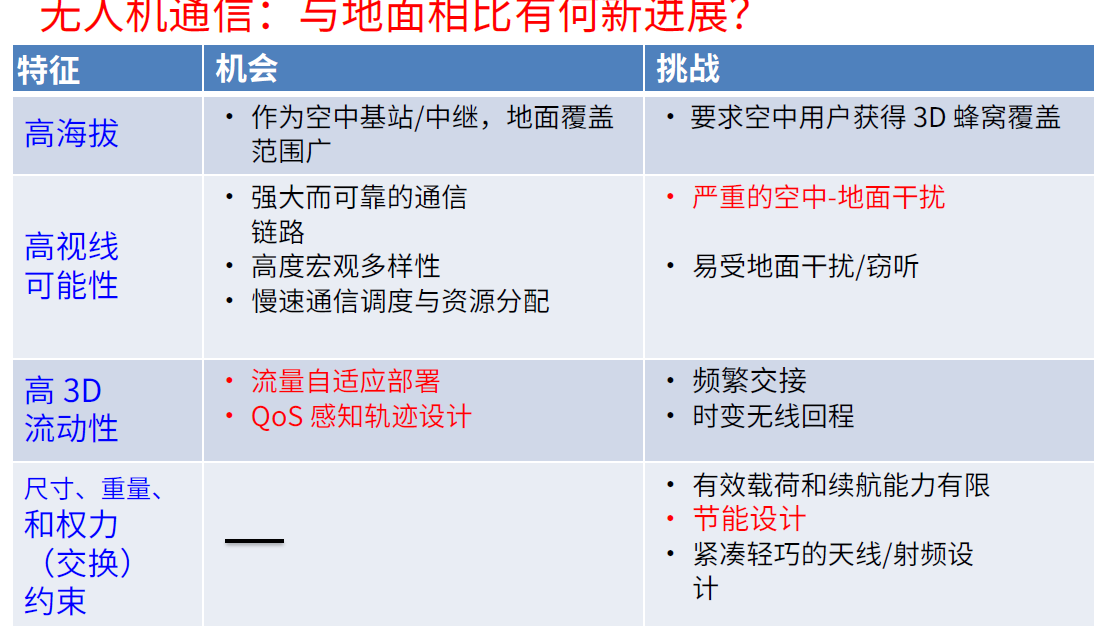 无人机通信：与地面相比有何新进展?
特征
机会
挑战
高海拔
• 作为空中基站/中继，地面覆盖
范围广
• 要求空中用户获得 3D 蜂窝覆盖
高视线
可能性
• 强大而可靠的通信
链路
• 高度宏观多样性
• 慢速通信调度与资源分配
• 严重的空中-地面干扰
• 易受地面干扰/窃听
高 3D
流动性
• 流量自适应部署
• QoS 感知轨迹设计
• 频繁交接
• 时变无线回程
尺寸、重量、
和权力
（交换）
约束
• 有效载荷和续航能力有限
• 节能设计
• 紧凑轻巧的天线/射频设
计